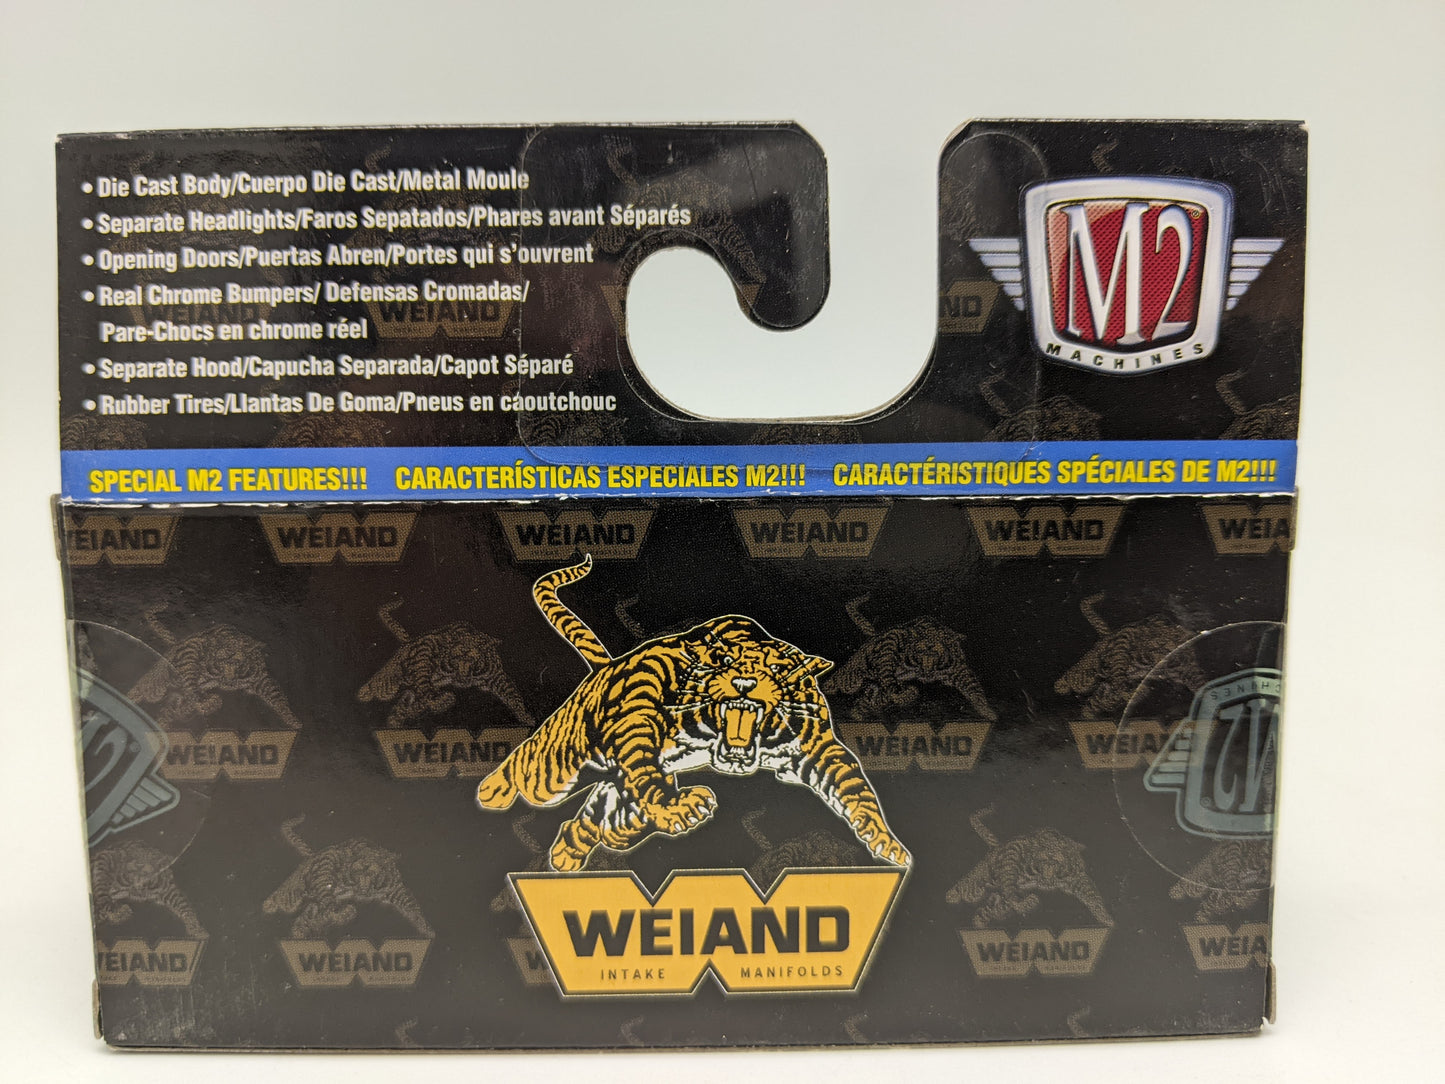 • Die Cast Body/Cuerpo Die Cast/Metal Moule
• Separate Headlights/Faros Sepatados/Phares avant Séparés
• Opening Doors/Puertas Abren/Portes qui s'ouvrent
• Real Chrome Bumpers/ Defensas Cromadas/
Pare-Chocs en chrome réel
• Separate Hood/Capucha Separada/Capot Séparé
• Rubber Tires/Llantas De Goma/Pneus en caoutchouc
M2®
MACHINES
SPECIAL M2 FEATURES!!! CARACTERÍSTICAS ESPECIALES M2!!! CARACTÉRISTIQUES SPÉCIALES DE M2!!!
WEIAND
INTAKE MANIFOLDS